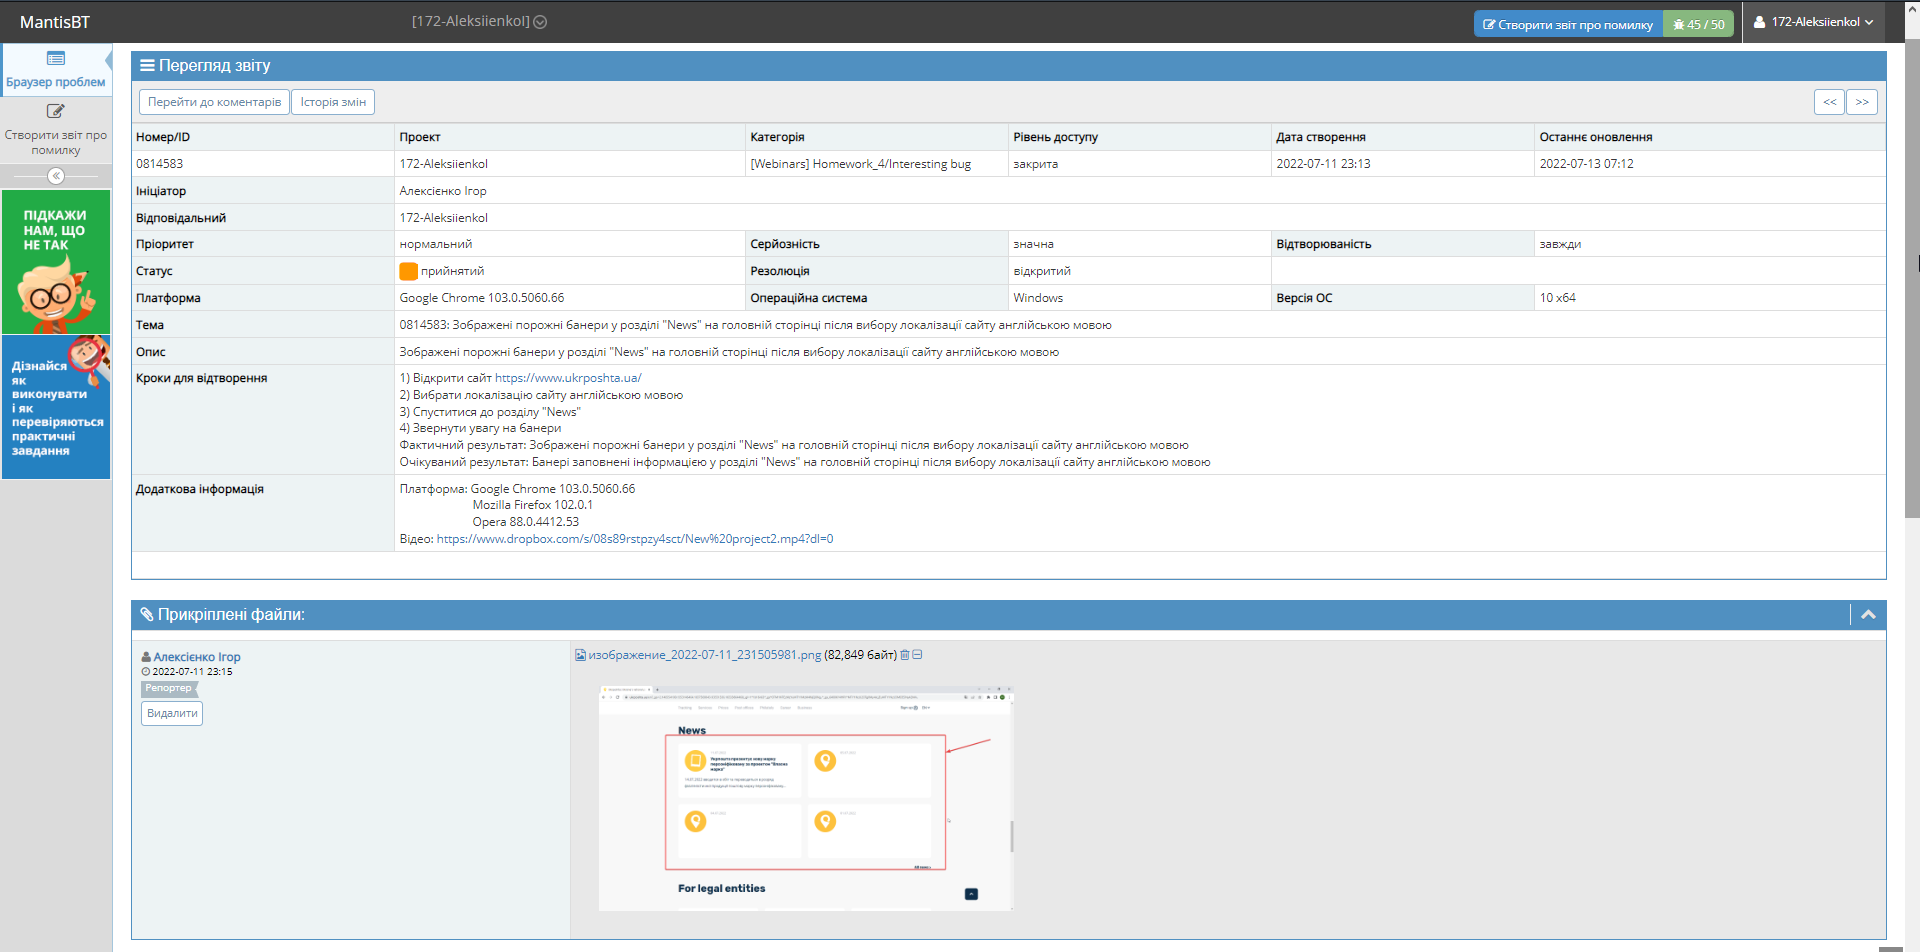 MantisBT
[172-Aleksiienkol]
Створити звіт про помилку
45 / 50
172-Aleksiienkol
Браузер проблем
Створити звіт про
помилку
ПІДКАЖИ
НАМ, ЩО
НЕ ТАК
Дізнайся
як
виконувати
і як
перевіряються
практичні
завдання
Перегляд звіту
Перейти до коментарів
Історія змін
<<
>>
Номер/ID Проект Категорія Рівень доступу Дата створення Останнє оновлення
0814583 172-Aleksiienkol [Webinars] Homework_4/Interesting bug закрита 2022-07-11 23:13 2022-07-13 07:12
Ініціатор Алексієнко Ігор
Відповідальний 172-Aleksiienkol
Пріоритет нормальний Серйозність значна Відтворюваність завжди
Статус прийнятий Резолюція відкритий
Платформа Google Chrome 103.0.5060.66 Операційна система Windows Версія ОС 10 x64
Тема 0814583: Зображені порожні банери у розділі "News" на головній сторінці після вибору локалізації сайту англійською мовою
Опис Зображені порожні банери у розділі "News" на головній сторінці після вибору локалізації сайту англійською мовою
Кроки для відтворення 1) Відкрити сайт https://www.ukrposhta.ua/
2) Вибрати локалізацію сайту англійською мовою
3) Спуститися до розділу "News"
4) Звернути увагу на банери
Фактичний результат: Зображені порожні банери у розділі "News" на головній сторінці після вибору локалізації сайту англійською мовою
Очікуваний результат: Банері заповнені інформацією у розділі "News" на головній сторінці після вибору локалізації сайту англійською мовою
Додаткова інформація Платформа: Google Chrome 103.0.5060.66
Mozilla Firefox 102.0.1
Opera 88.0.4412.53
Відео: https://www.dropbox.com/s/08s89rstpzy4sct/New%20project2.mp4?dl=0
Прикріплені файли:
Алексієнко Ігор
2022-07-11 23:15
Репортер
Видалити
изображение_2022-07-11_231505981.png (82,849 байт)
News
For legal entities